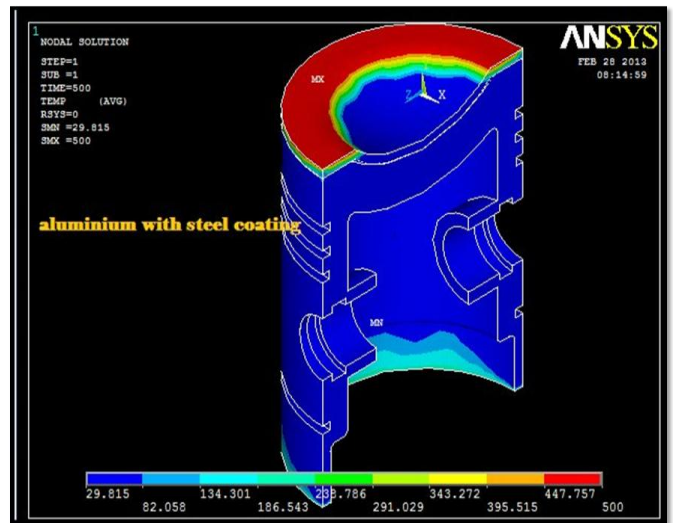 1
NODAL SOLUTION
STEP=1
SUB =1
TIME=500
TEMP (AVG)
RSYS=0
SMN =29.815
SMX =500
ANSYS
FEB 28 2013
08:14:59
MX
Z X
aluminium with steel coating
MN
29.815 134.301 238.786 343.272 447.757
82.058 186.543 291.029 395.515 500